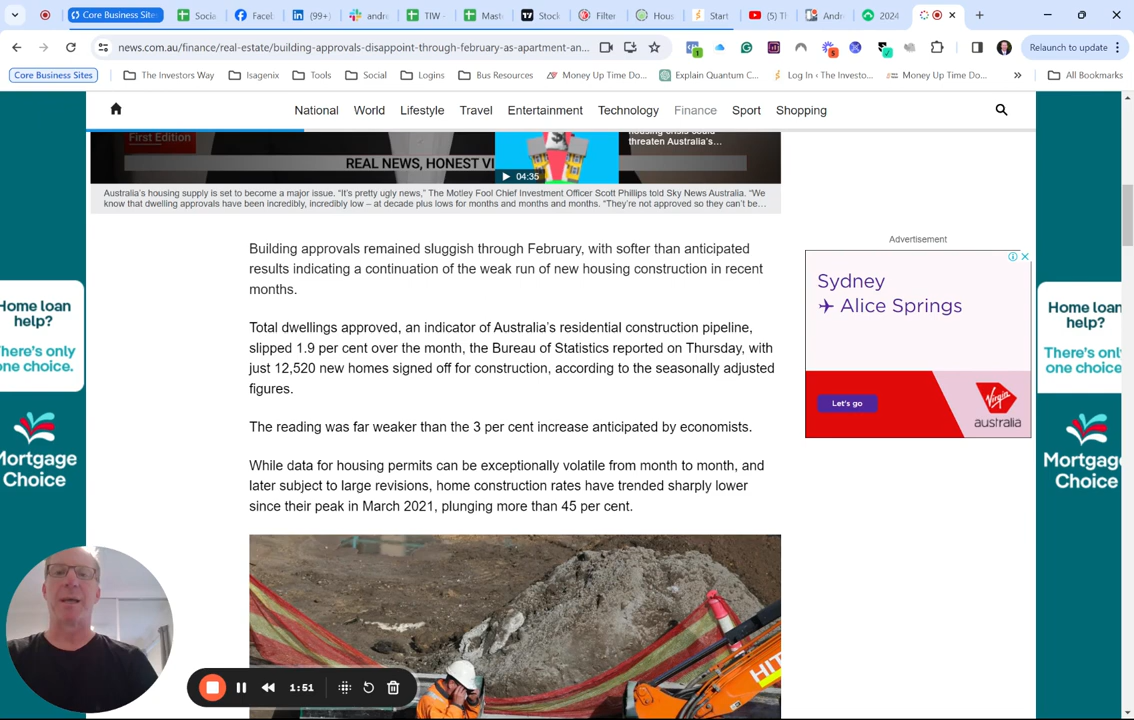 Core Business Sites
Socia
Facel
(99+)
andre
TIW -
Mast
Stock
Filter
Hous
Start
(5) Th
Andr
2024
news.com.au/finance/real-estate/building-approvals-disappoint-through-february-as-apartment-an...
Relaunch to update
Core Business Sites
The Investors Way
Isagenix
Tools
Social
Logins
Bus Resources
Money Up Time Do...
Explain Quantum C...
Log In ‹ The Investo...
Money Up Time Do...
»
All Bookmarks
National
World
Lifestyle
Travel
Entertainment
Technology
Finance
Sport
Shopping
First Edition
REAL NEWS, HONEST VI
housing crisis could
threaten Australia's...
04:35
Australia's housing supply is set to become a major issue. "It's pretty ugly news," The Motley Fool Chief Investment Officer Scott Phillips told Sky News Australia. "We
know that dwelling approvals have been incredibly, incredibly low – at decade plus lows for months and months and months. "They're not approved so they can't be...
Building approvals remained sluggish through February, with softer than anticipated
results indicating a continuation of the weak run of new housing construction in recent
months.
Total dwellings approved, an indicator of Australia's residential construction pipeline,
slipped 1.9 per cent over the month, the Bureau of Statistics reported on Thursday, with
just 12,520 new homes signed off for construction, according to the seasonally adjusted
figures.
The reading was far weaker than the 3 per cent increase anticipated by economists.
While data for housing permits can be exceptionally volatile from month to month, and
later subject to large revisions, home construction rates have trended sharply lower
since their peak in March 2021, plunging more than 45 per cent.
Advertisement
Sydney
Alice Springs
Let's go
Virgin
australia
Home loan
help?
There's only
one choice.
Mortgage
Choice
Home loan
help?
There's onl
one choice.
Mortgag
Choice
HIT
1:51